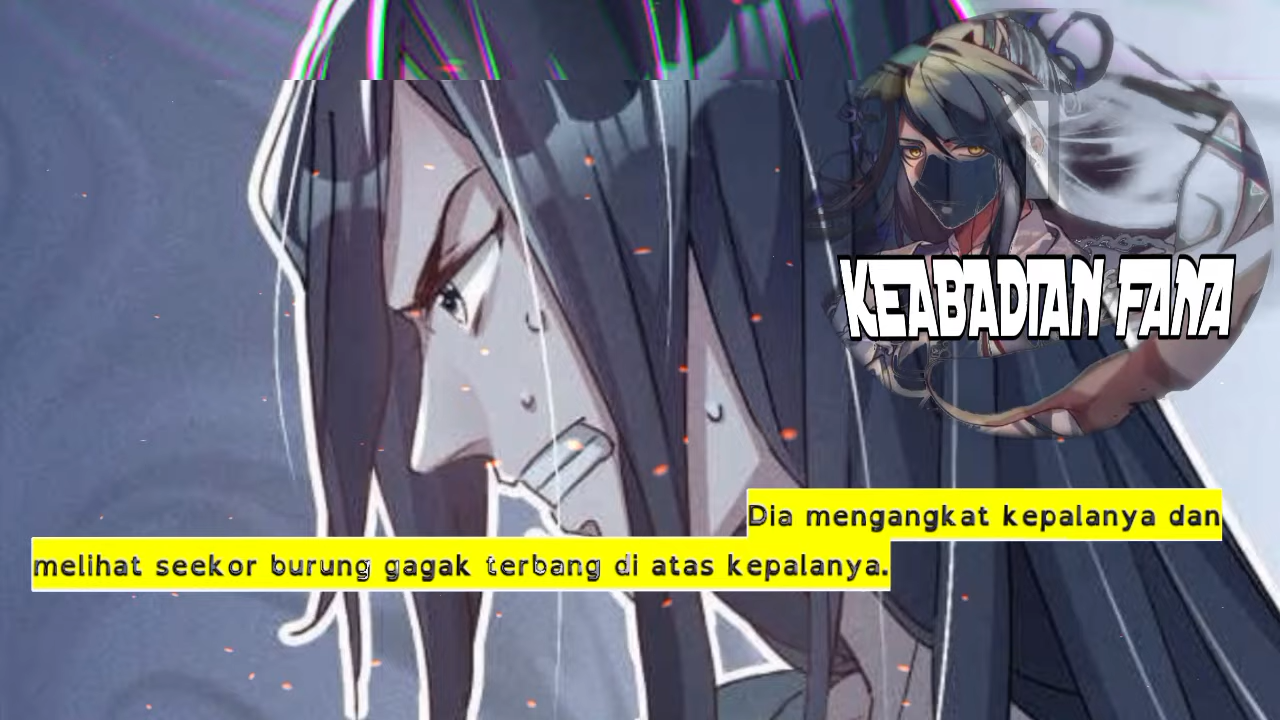 KEABADIAN FANA
Dia mengangkat kepalanya dan
melihat seekor burung gagak terbang di atas kepalanya.